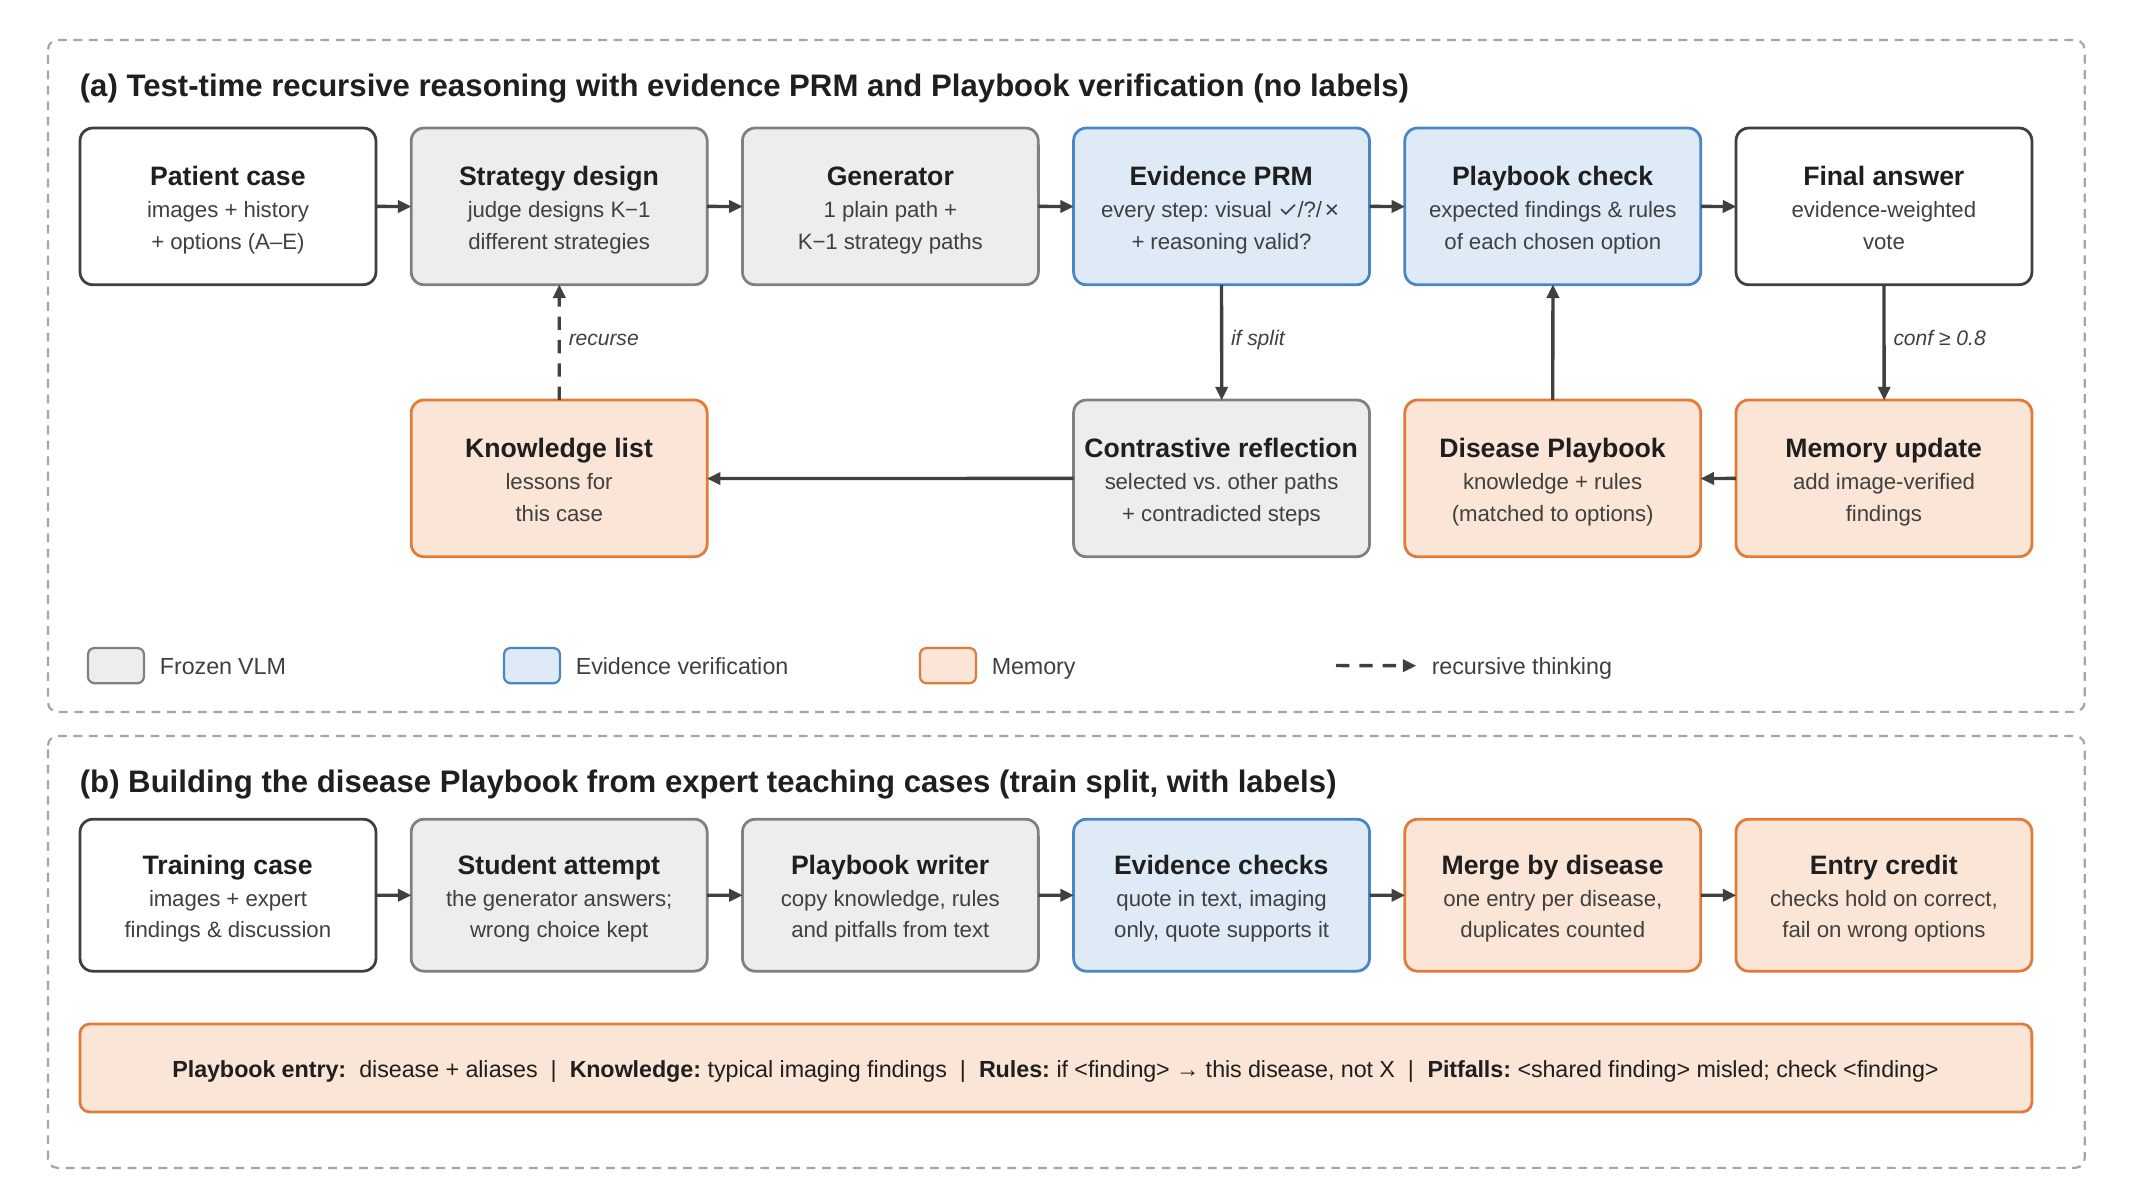 (a) Test-time recursive reasoning with evidence PRM and Playbook verification (no labels)
Patient case
images + history
+ options (A–E)
Strategy design
judge designs K−1
different strategies
Generator
1 plain path +
K−1 strategy paths
Evidence PRM
every step: visual ✓/?/×
+ reasoning valid?
Playbook check
expected findings & rules
of each chosen option
Final answer
evidence-weighted
vote
recurse
if split
conf ≥ 0.8
Knowledge list
lessons for
this case
Contrastive reflection
selected vs. other paths
+ contradicted steps
Disease Playbook
knowledge + rules
(matched to options)
Memory update
add image-verified
findings
Frozen VLM
Evidence verification
Memory
recursive thinking
(b) Building the disease Playbook from expert teaching cases (train split, with labels)
Training case
images + expert
findings & discussion
Student attempt
the generator answers;
wrong choice kept
Playbook writer
copy knowledge, rules
and pitfalls from text
Evidence checks
quote in text, imaging
only, quote supports it
Merge by disease
one entry per disease,
duplicates counted
Entry credit
checks hold on correct,
fail on wrong options
Playbook entry: disease + aliases | Knowledge: typical imaging findings | Rules: if <finding> → this disease, not X | Pitfalls: <shared finding> misled; check <finding>